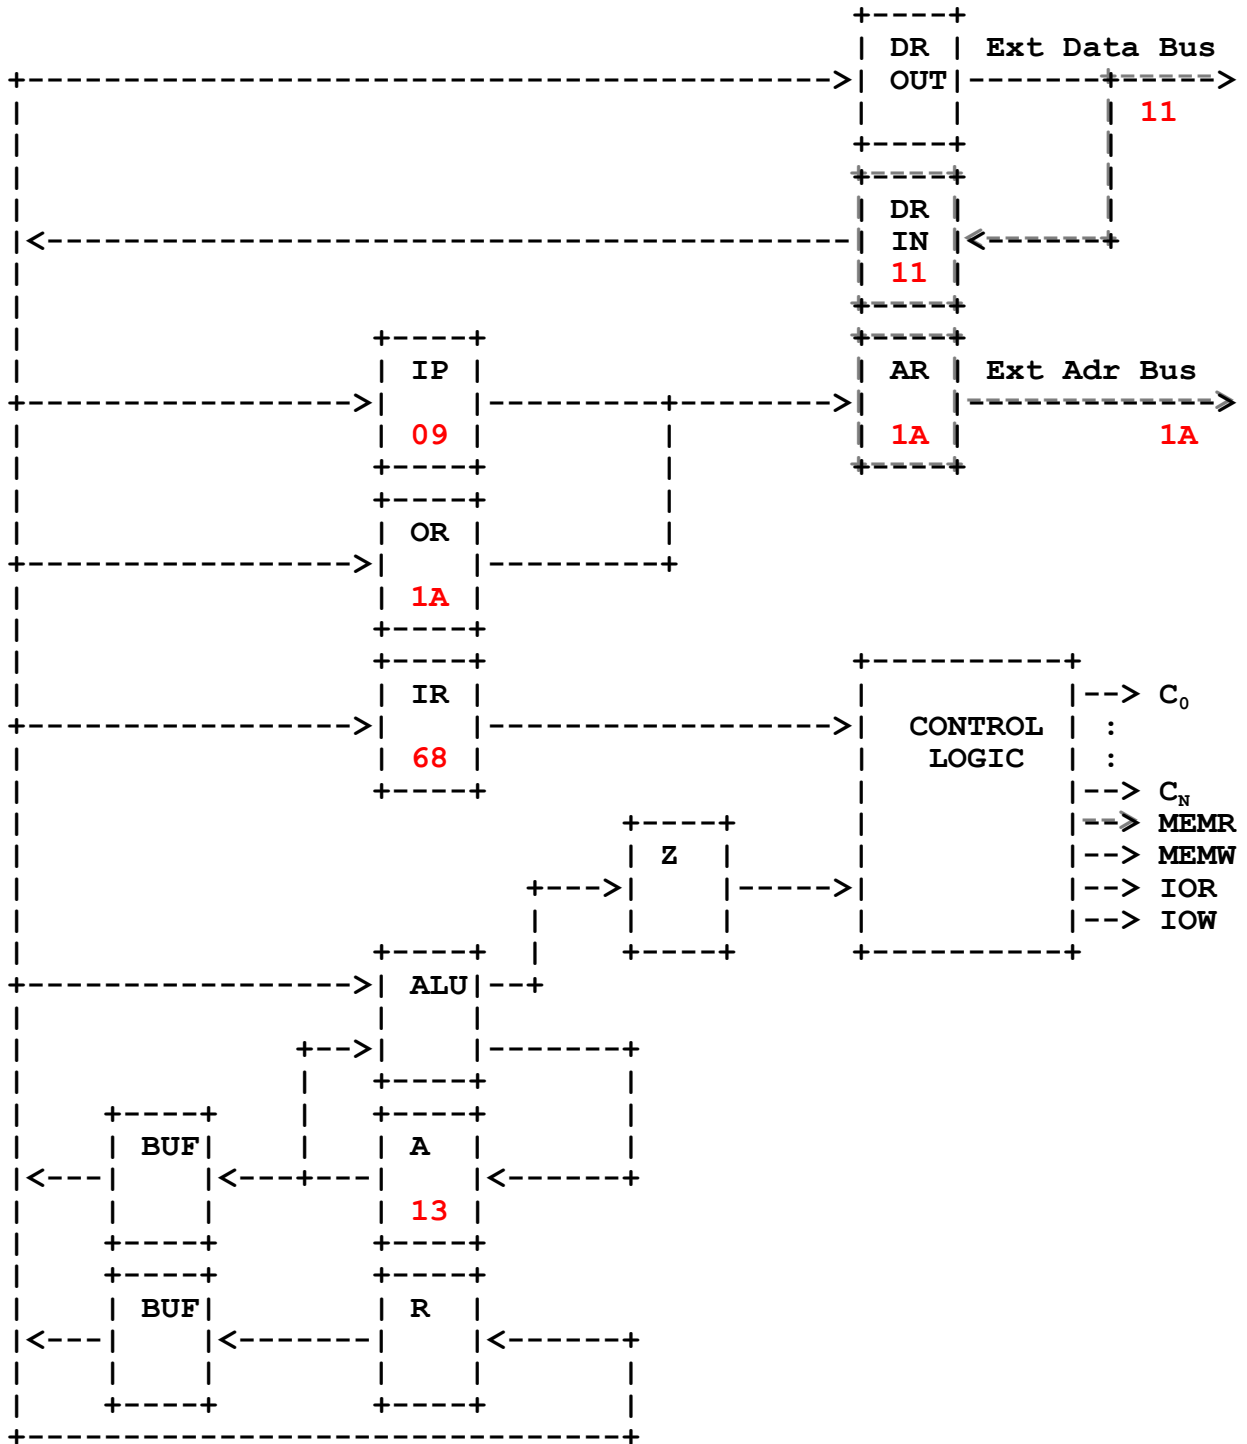 DR Ext Data Bus
OUT
11
DR
IN
11
IP AR Ext Adr Bus
09 1A 1A
OR
1A
IR C₀
CONTROL :
68 LOGIC :
Cₙ
MEMR
Z MEMW
IOR
IOW
ALU
BUF A
13
BUF R